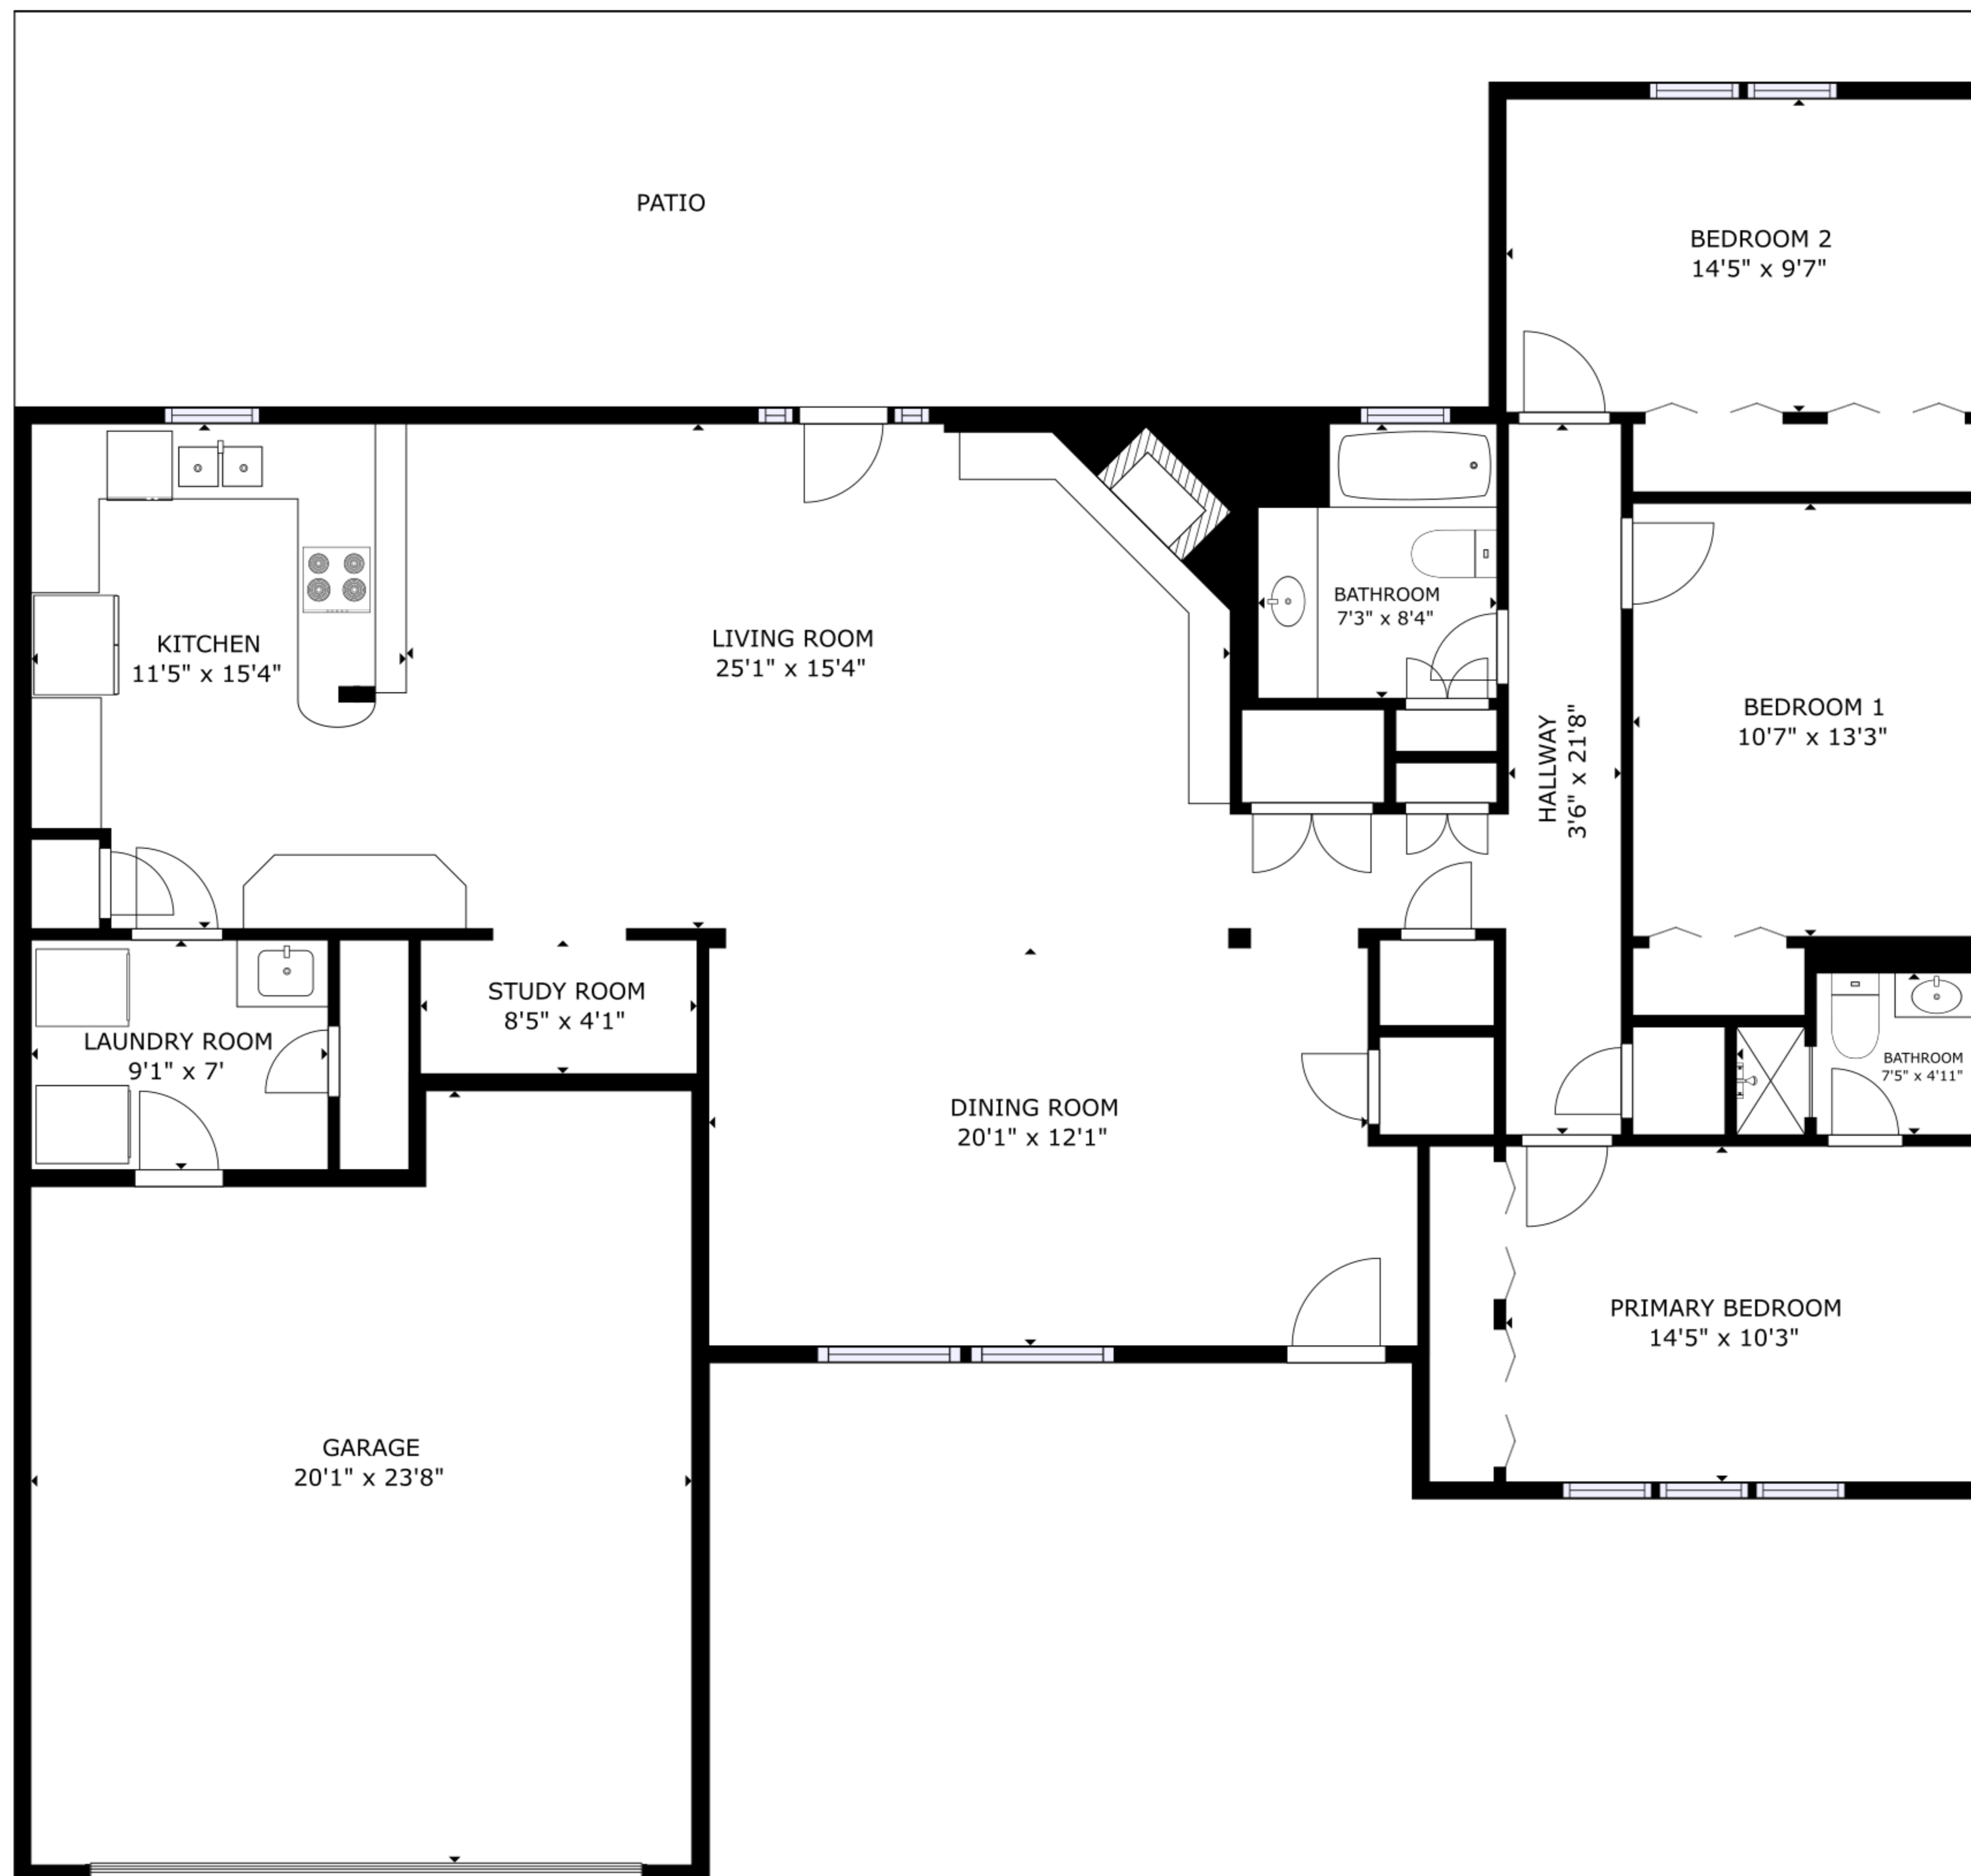 PATIO
BEDROOM 2
14'5" x 9'7"
KITCHEN
11'5" x 15'4"
LIVING ROOM
25'1" x 15'4"
BATHROOM
7'3" x 8'4"
HALLWAY
3'6" x 21'8"
BEDROOM 1
10'7" x 13'3"
LAUNDRY ROOM
9'1" x 7'
STUDY ROOM
8'5" x 4'1"
DINING ROOM
20'1" x 12'1"
BATHROOM
7'5" x 4'11"
PRIMARY BEDROOM
14'5" x 10'3"
GARAGE
20'1" x 23'8"